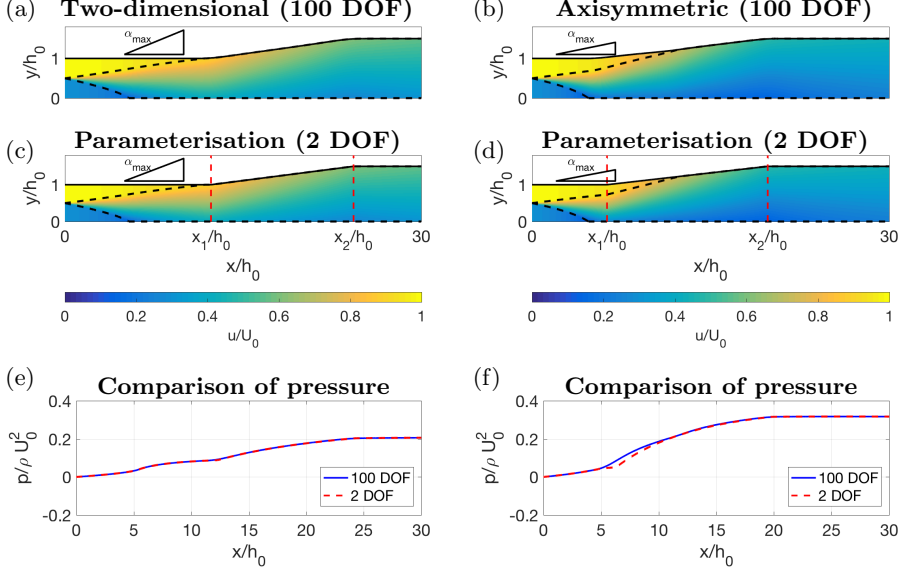 (a) Two-dimensional (100 DOF)
α_max
y/h_0
1
0
(b) Axisymmetric (100 DOF)
α_max
y/h_0
1
0
(c) Parameterisation (2 DOF)
α_max
y/h_0
1
0
0 x_1/h_0 x_2/h_0 30
x/h_0
(d) Parameterisation (2 DOF)
α_max
y/h_0
1
0
0 x_1/h_0 x_2/h_0 30
x/h_0
0 0.2 0.4 0.6 0.8 1
u/U_0
0 0.2 0.4 0.6 0.8 1
u/U_0
(e) Comparison of pressure
p/ρ U_0^2
0.4
0.2
0
-0.2
0 5 10 15 20 25 30
x/h_0
100 DOF
2 DOF
(f) Comparison of pressure
p/ρ U_0^2
0.4
0.2
0
-0.2
0 5 10 15 20 25 30
x/h_0
100 DOF
2 DOF